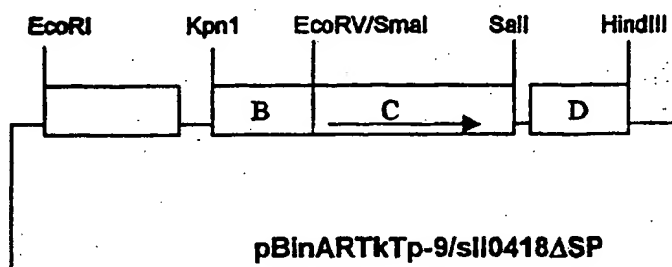 EcoRI Kpn1 EcoRV/SmaI SalI HindIII
B C D
pBinARTkTp-9/sll0418ΔSP